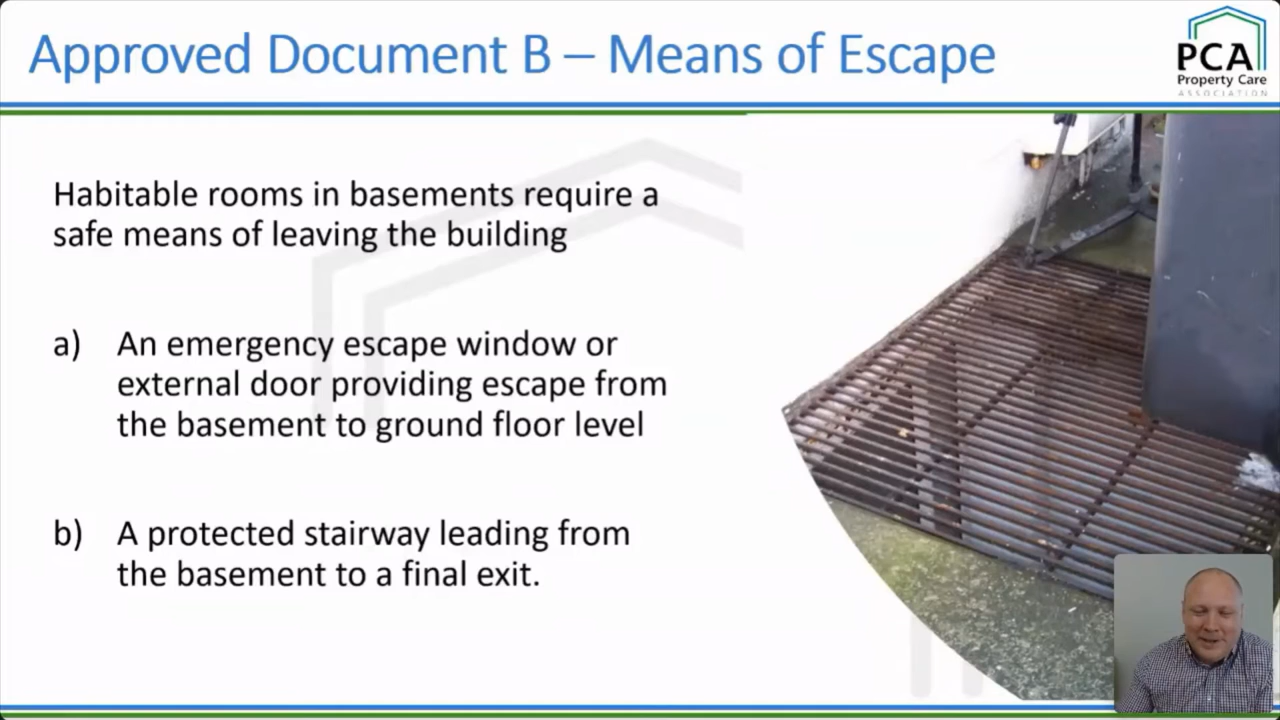 Approved Document B – Means of Escape
PCA
Property Care
ASSOCIATION
Habitable rooms in basements require a
safe means of leaving the building
a) An emergency escape window or
external door providing escape from
the basement to ground floor level
b) A protected stairway leading from
the basement to a final exit.